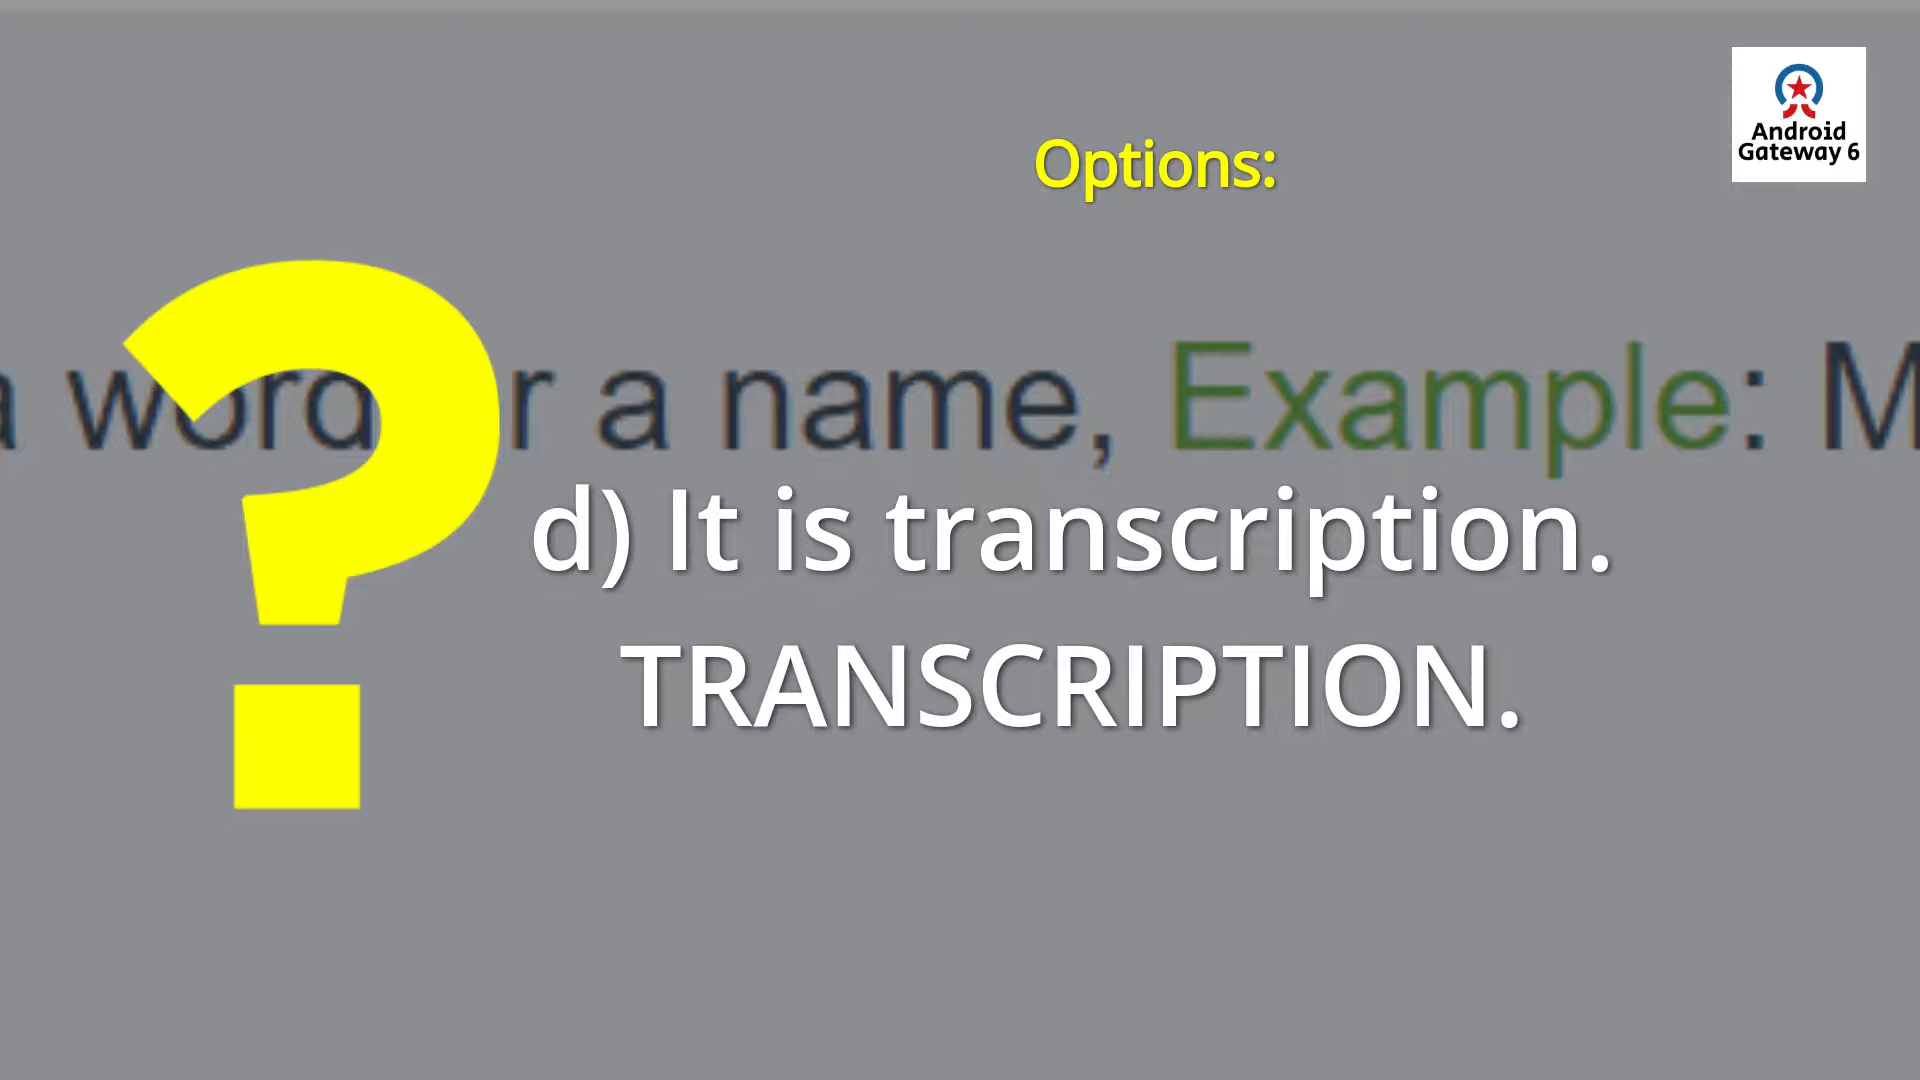 Android
Gateway 6
Options:
a word r a name, Example: M
d) It is transcription.
TRANSCRIPTION.